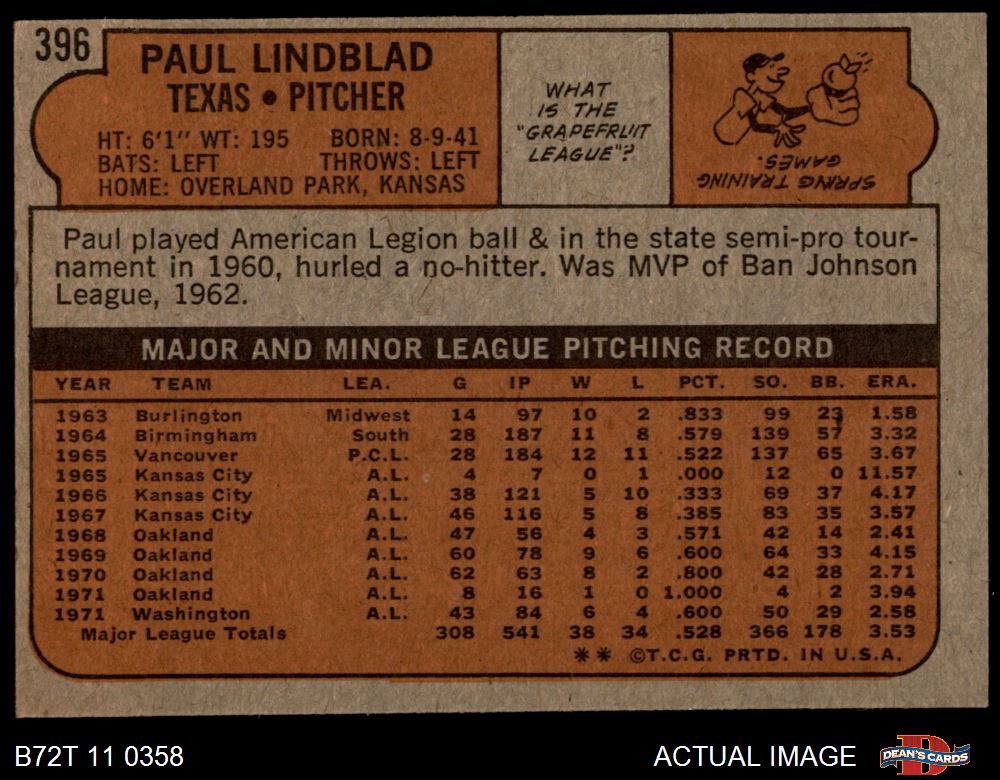 396
PAUL LINDBLAD
TEXAS • PITCHER
HT: 6'1" WT: 195 BORN: 8-9-41
BATS: LEFT THROWS: LEFT
HOME: OVERLAND PARK, KANSAS
WHAT
IS THE
"GRAPEFRUIT
LEAGUE"?
SPRING TRAINING
GAMES.
Paul played American Legion ball & in the state semi-pro tour-
nament in 1960, hurled a no-hitter. Was MVP of Ban Johnson
League, 1962.
MAJOR AND MINOR LEAGUE PITCHING RECORD
YEAR TEAM LEA. G IP W L PCT. SO. BB. ERA.
1963 Burlington Midwest 14 97 10 2 .833 99 23 1.58
1964 Birmingham South 28 187 11 8 .579 139 57 3.32
1965 Vancouver P.C.L. 28 184 12 11 .522 137 65 3.67
1965 Kansas City A.L. 4 7 0 1 .000 12 0 11.57
1966 Kansas City A.L. 38 121 5 10 .333 69 37 4.17
1967 Kansas City A.L. 46 116 5 8 .385 83 35 3.57
1968 Oakland A.L. 47 56 4 3 .571 42 14 2.41
1969 Oakland A.L. 60 78 9 6 .600 64 33 4.15
1970 Oakland A.L. 62 63 8 2 .800 42 28 2.71
1971 Oakland A.L. 8 16 1 0 1.000 4 2 3.94
1971 Washington A.L. 43 84 6 4 .600 50 29 2.58
Major League Totals 308 541 38 34 .528 366 178 3.53
** ©T.C.G. PRTD. IN U.S.A.
B72T 11 0358
ACTUAL IMAGE
DEAN'S CARDS